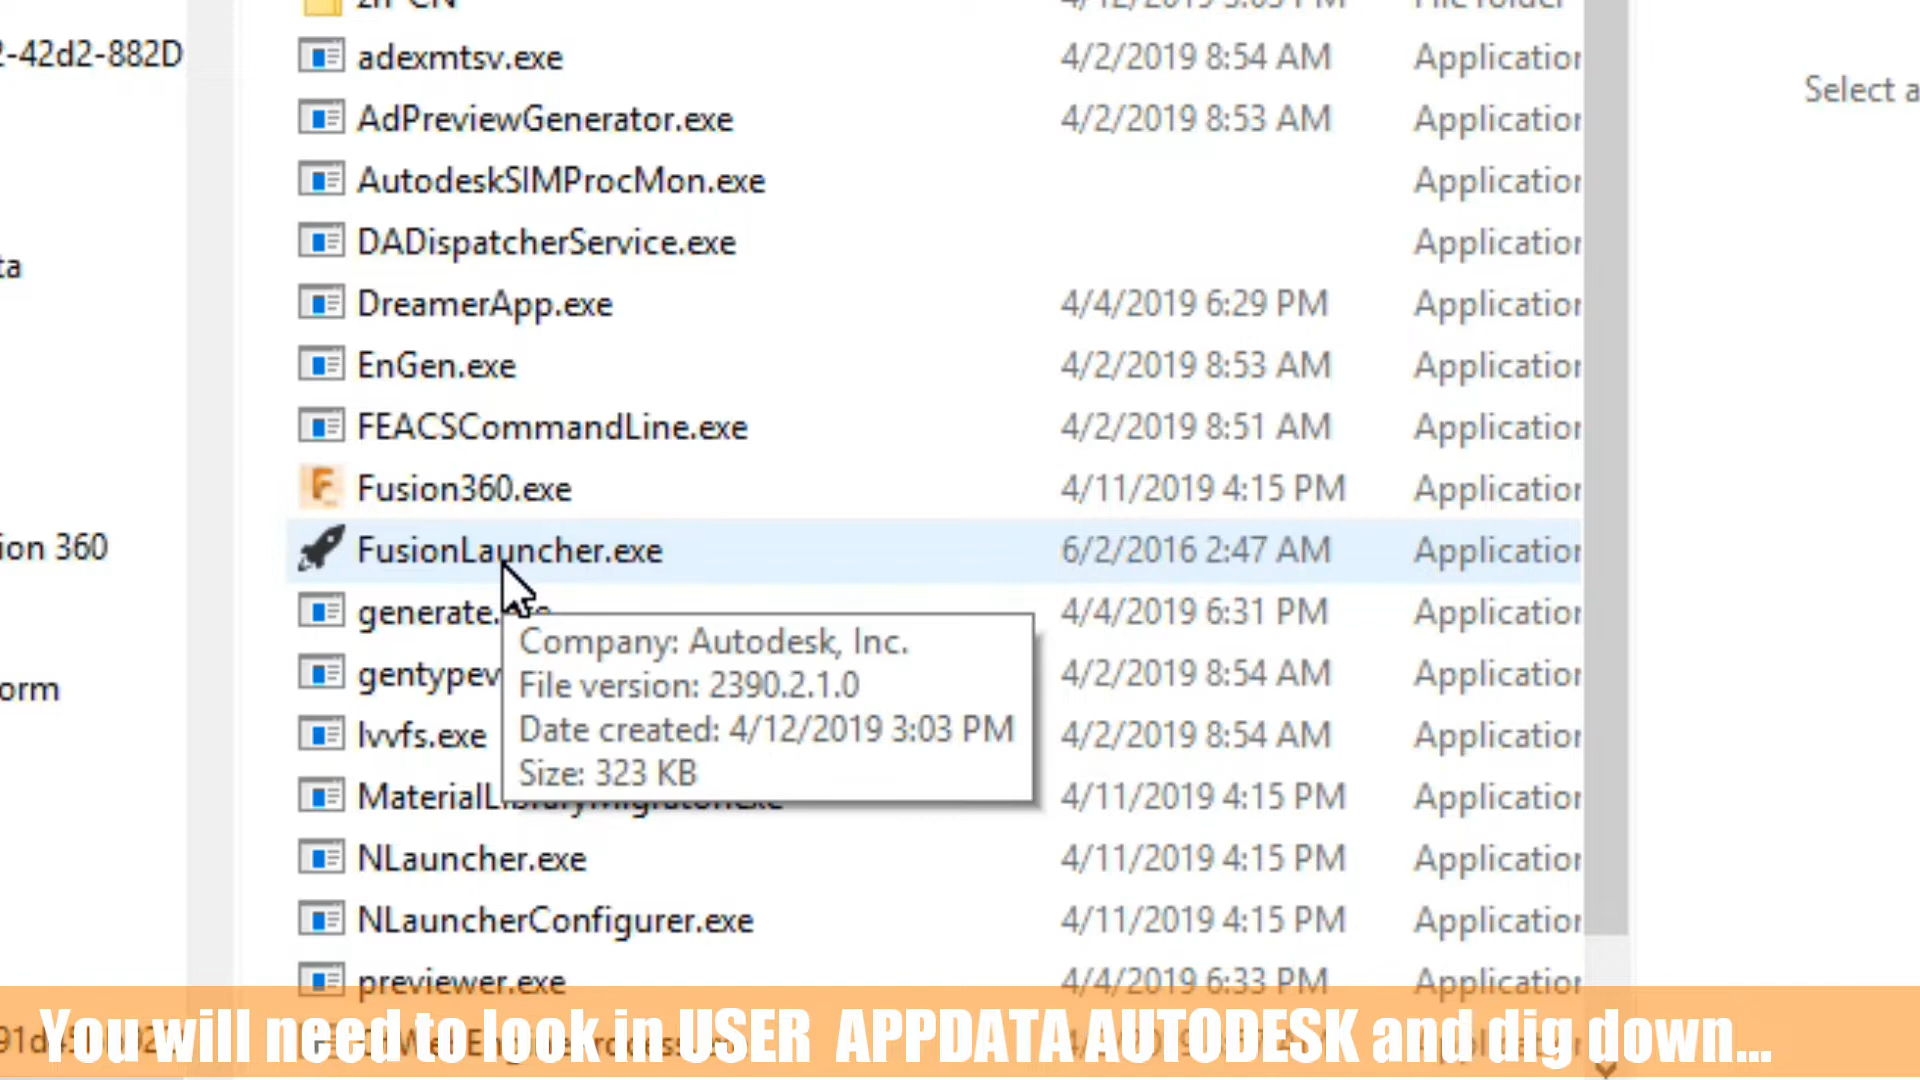 2-42d2-882D
ta
ion 360
orm
adexmtsv.exe 4/2/2019 8:54 AM Application
AdPreviewGenerator.exe 4/2/2019 8:53 AM Application
AutodeskSIMProcMon.exe Application
DADispatcherService.exe Application
DreamerApp.exe 4/4/2019 6:29 PM Application
EnGen.exe 4/2/2019 8:53 AM Application
FEACSCommandLine.exe 4/2/2019 8:51 AM Application
Fusion360.exe 4/11/2019 4:15 PM Application
FusionLauncher.exe 6/2/2016 2:47 AM Application
generate. 4/4/2019 6:31 PM Application
gentypev 4/2/2019 8:54 AM Application
lvvfs.exe 4/2/2019 8:54 AM Application
MaterialLibraryMigrator.exe 4/11/2019 4:15 PM Application
NLauncher.exe 4/11/2019 4:15 PM Application
NLauncherConfigurer.exe 4/11/2019 4:15 PM Application
previewer.exe 4/4/2019 6:33 PM Application
Company: Autodesk, Inc.
File version: 2390.2.1.0
Date created: 4/12/2019 3:03 PM
Size: 323 KB
Select a
You will need to look in USER APPDATA AUTODESK and dig down...